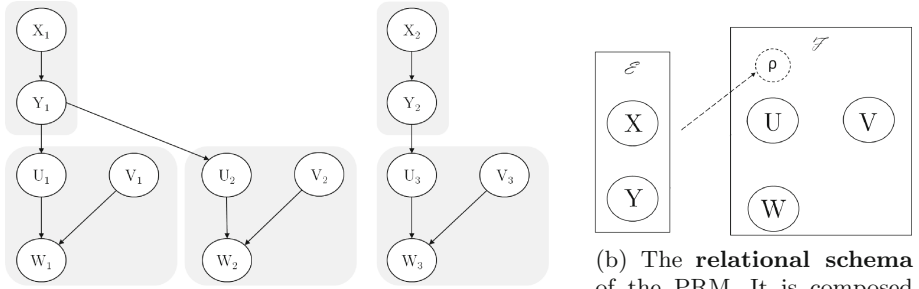 X1
X2
Y1
Y2
U1
V1
U2
V2
U3
V3
W1
W2
W3
ℰ
ℱ
ρ
X
U
V
Y
W
(b) The relational schema
of the PRM. It is composed